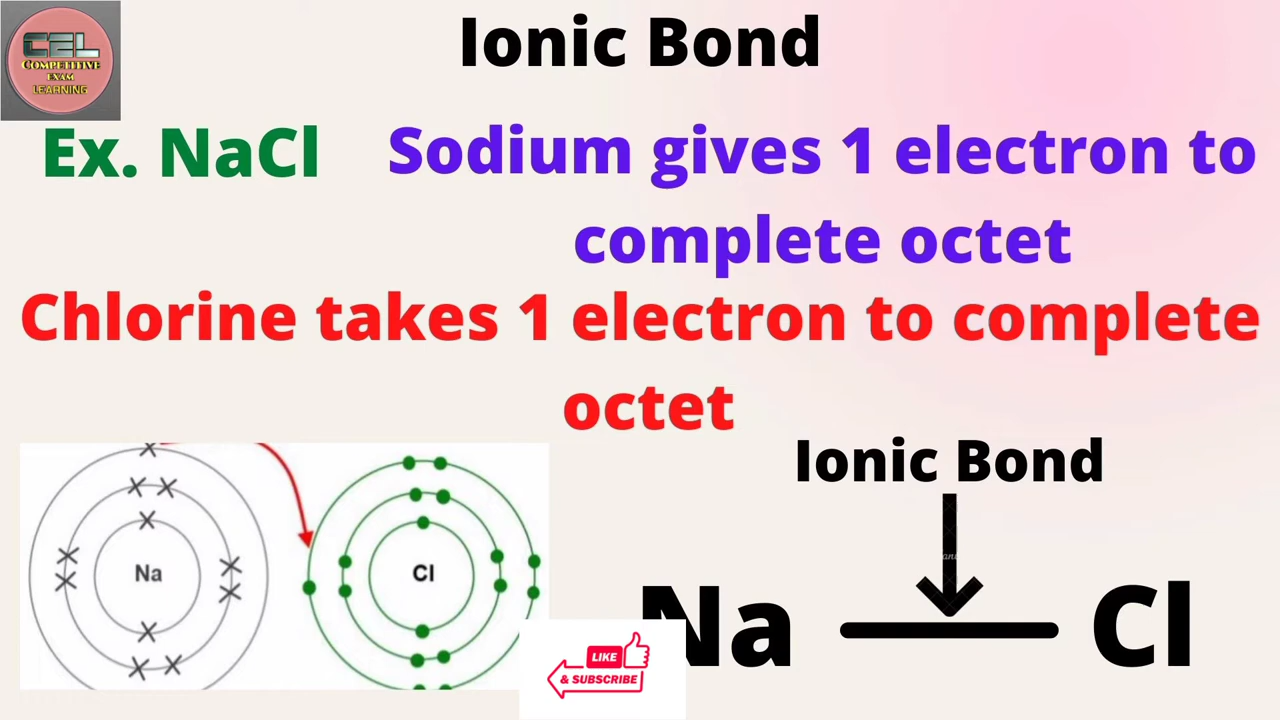 CEL
COMPETITIVE
EXAM
LEARNING
Ionic Bond
Ex. NaCl
Sodium gives 1 electron to
complete octet
Chlorine takes 1 electron to complete
octet
Na
Cl
Ionic Bond
Na
Cl
LIKE
& SUBSCRIBE